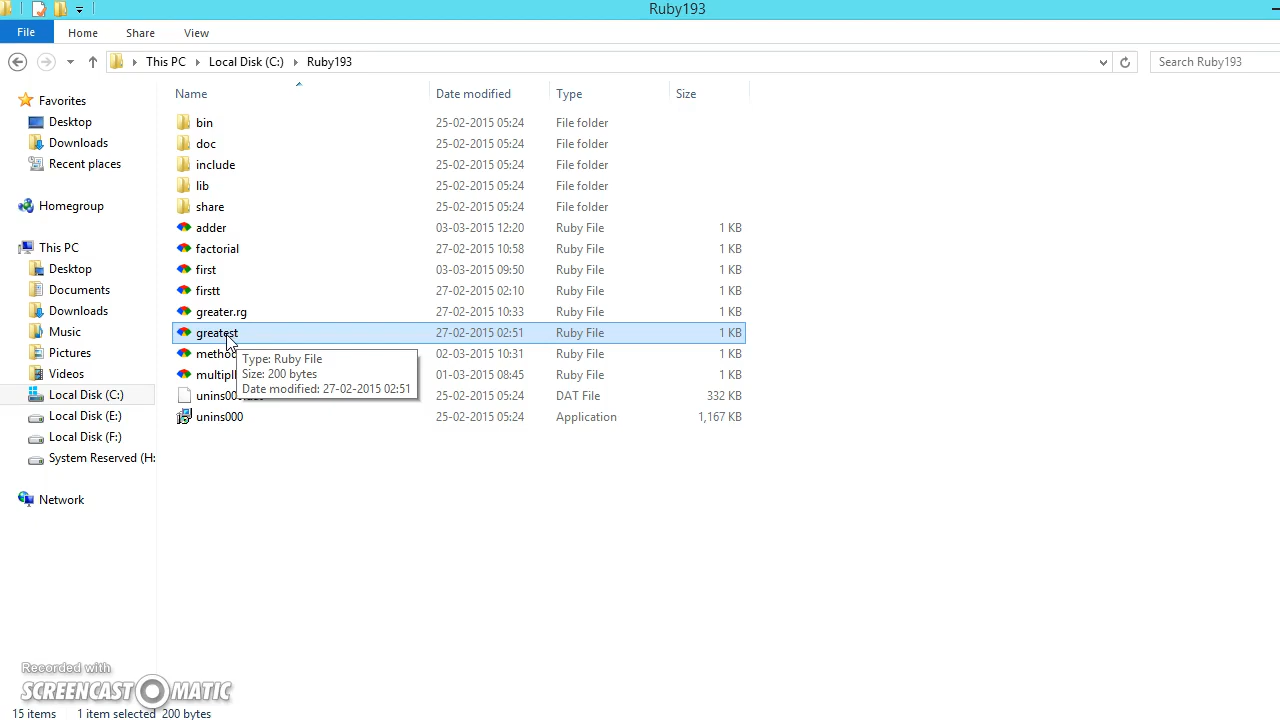 Ruby193
File Home Share View
This PC Local Disk (C:) Ruby193 Search Ruby193
Name Date modified Type Size
Favorites
Desktop
Downloads
Recent places
Homegroup
This PC
Desktop
Documents
Downloads
Music
Pictures
Videos
Local Disk (C:)
Local Disk (E:)
Local Disk (F:)
System Reserved (H:
Network
bin 25-02-2015 05:24 File folder
doc 25-02-2015 05:24 File folder
include 25-02-2015 05:24 File folder
lib 25-02-2015 05:24 File folder
share 25-02-2015 05:24 File folder
adder 03-03-2015 12:20 Ruby File 1 KB
factorial 27-02-2015 10:58 Ruby File 1 KB
first 03-03-2015 09:50 Ruby File 1 KB
firstt 27-02-2015 02:10 Ruby File 1 KB
greater.rg 27-02-2015 10:33 Ruby File 1 KB
greatest 27-02-2015 02:51 Ruby File 1 KB
02-03-2015 10:31 Ruby File 1 KB
01-03-2015 08:45 Ruby File 1 KB
25-02-2015 05:24 DAT File 332 KB
unins000 25-02-2015 05:24 Application 1,167 KB
Type: Ruby File
Size: 200 bytes
Date modified: 27-02-2015 02:51
Recorded with
SCREENCAST MATIC
15 items 1 item selected 200 bytes